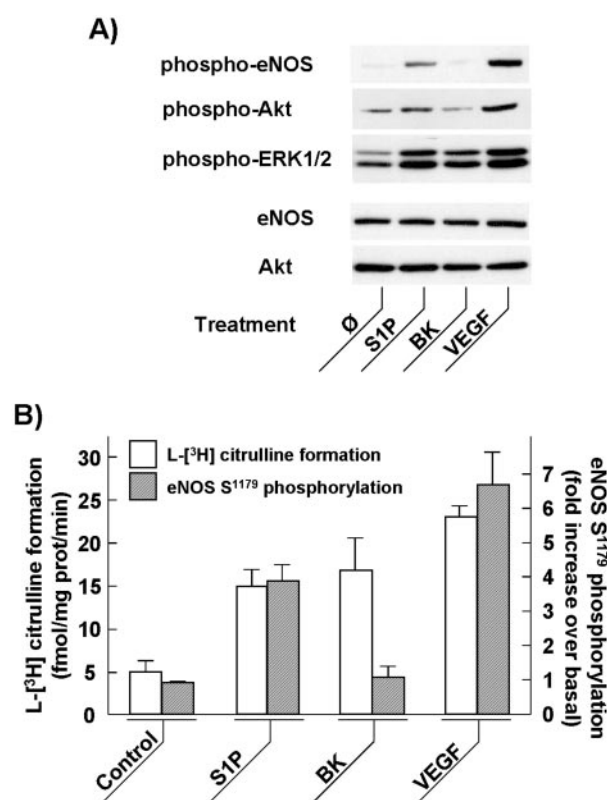 A)
phospho-eNOS
phospho-Akt
phospho-ERK1/2
eNOS
Akt
Treatment Ø S1P BK VEGF
B)
L-[³H] citrulline formation
(fmol/mg prot/min)
30
25
20
15
10
5
0
L-[³H] citrulline formation
eNOS S¹¹⁷⁹ phosphorylation
7
6
5
4
3
2
1
0
eNOS S¹¹⁷⁹ phosphorylation
(fold increase over basal)
Control S1P BK VEGF